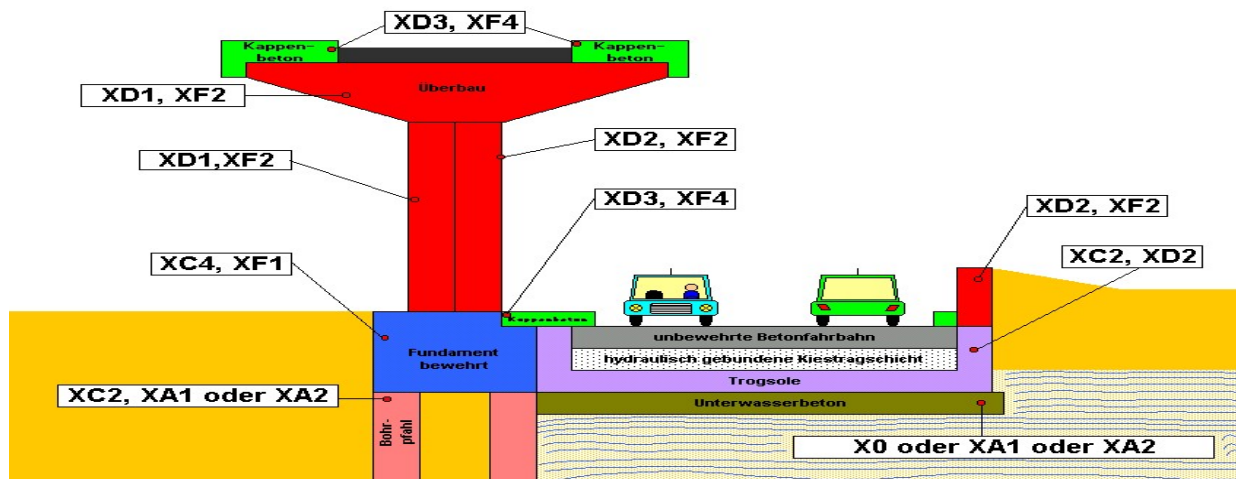 XD3, XF4
Kappen-
beton
Kappen-
beton
XD1, XF2
Überbau
XD1,XF2
XD2, XF2
XD3, XF4
XD2, XF2
XC4, XF1
XC2, XD2
Kappenbeton
unbewehrte Betonfahrbahn
Fundament
bewehrt
hydraulisch gebundene Kiestragschicht
Trogsole
XC2, XA1 oder XA2
Unterwasserbeton
Bohr-
pfahl
X0 oder XA1 oder XA2